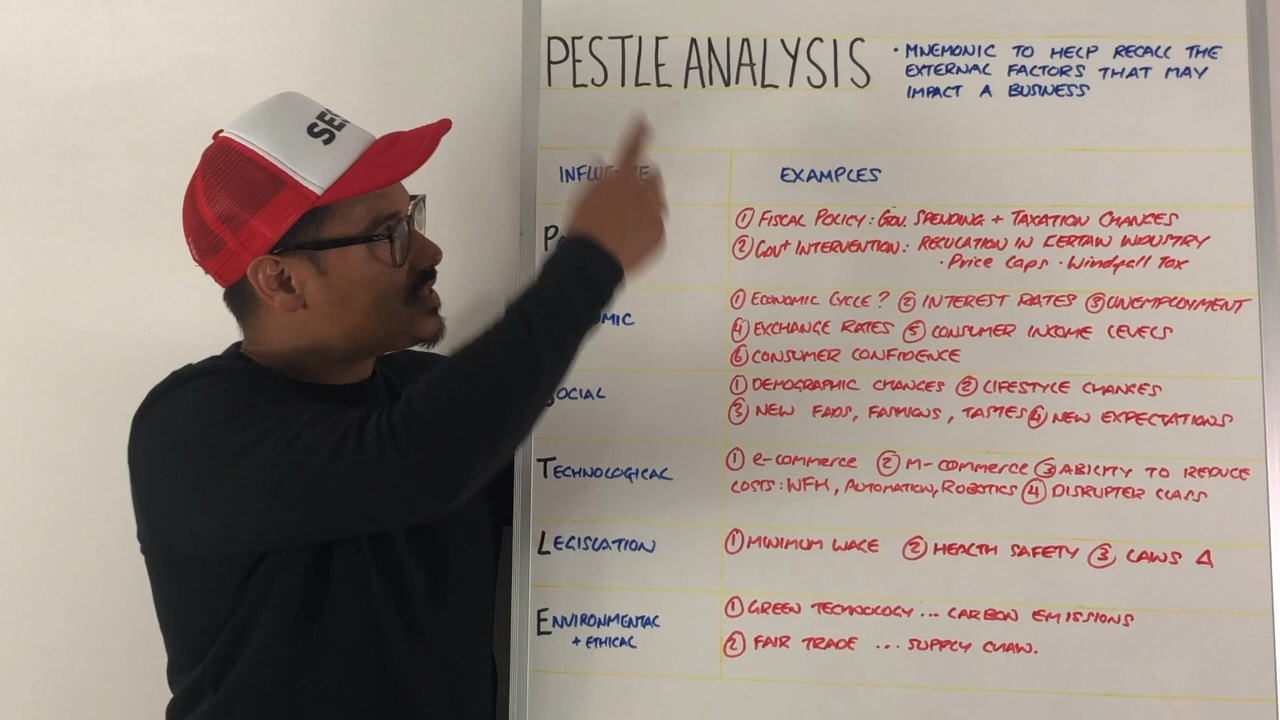 SES
PESTLE ANALYSIS
• MNEMONIC TO HELP RECALL THE
EXTERNAL FACTORS THAT MAY
IMPACT A BUSINESS
EXAMPLES
① FISCAL POLICY: GOV. SPENDING + TAXATION CHANGES
② GOVT INTERVENTION: REGULATION IN CERTAIN INDUSTRY
• Price Caps • Windfall Tax
① ECONOMIC CYCLE? ② INTEREST RATES ③ UNEMPLOYMENT
④ EXCHANGE RATES ⑤ CONSUMER INCOME LEVELS
⑥ CONSUMER CONFIDENCE
SOCIAL
① DEMOGRAPHIC CHANGES ② LIFESTYLE CHANGES
③ NEW FADS, FASHIONS, TASTES ④ NEW EXPECTATIONS
TECHNOLOGICAL
① e-commerce ② M-commerce ③ ABILITY TO REDUCE
COSTS: WFH, AUTOMATION, ROBOTICS ④ DISRUPTER
LEGISLATION
① MINIMUM WAGE ② HEALTH SAFETY ③ LAWS Δ
ENVIRONMENTAL
+ ETHICAL
① GREEN TECHNOLOGY ... CARBON EMISSIONS
② FAIR TRADE ... SUPPLY CHAIN.